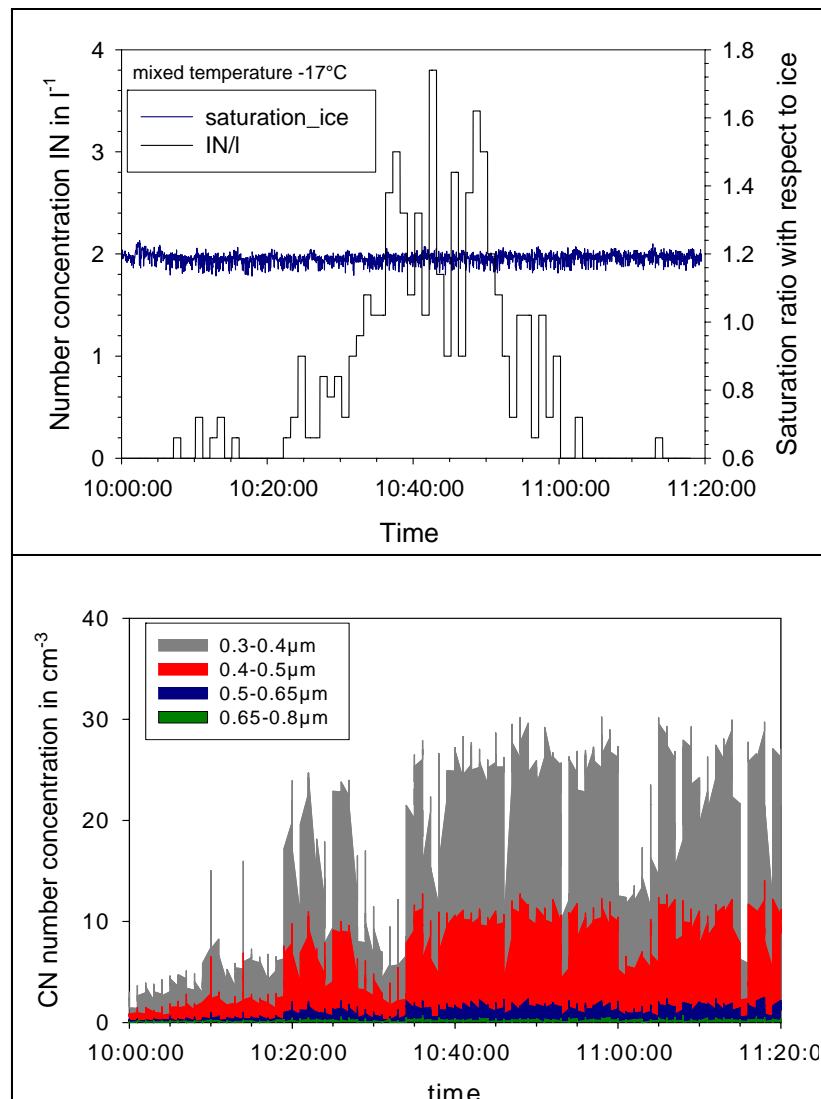 4
3
2
1
0
Number concentration IN in l⁻¹
mixed temperature -17°C
saturation_ice
IN/l
1.8
1.6
1.4
1.2
1.0
0.8
0.6
Saturation ratio with respect to ice
10:00:00 10:20:00 10:40:00 11:00:00 11:20:00
Time
40
30
20
10
0
CN number concentration in cm⁻³
0.3-0.4µm
0.4-0.5µm
0.5-0.65µm
0.65-0.8µm
10:00:00 10:20:00 10:40:00 11:00:00 11:20:00
time